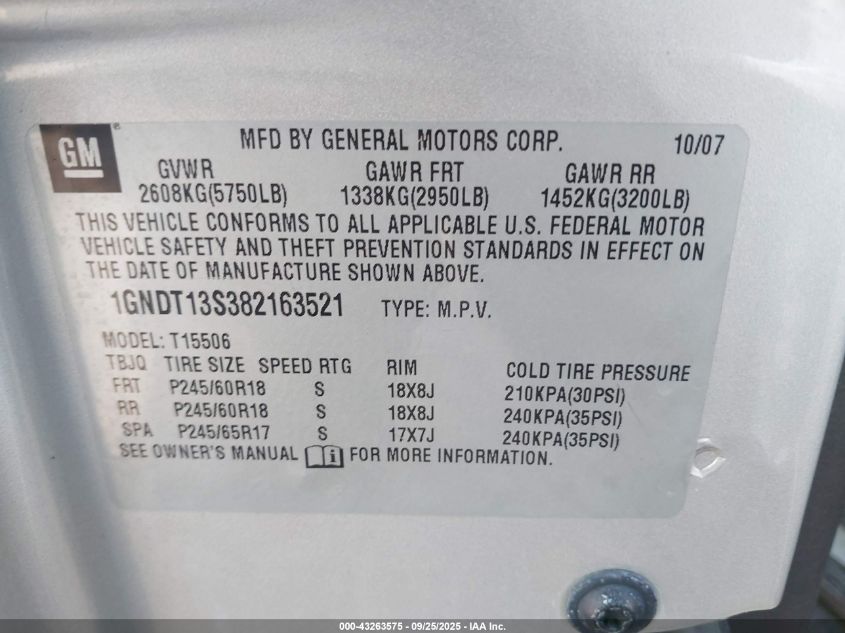 GM ® MFD BY GENERAL MOTORS CORP. 10/07
GVWR GAWR FRT GAWR RR
2608KG(5750LB) 1338KG(2950LB) 1452KG(3200LB)
THIS VEHICLE CONFORMS TO ALL APPLICABLE U.S. FEDERAL MOTOR
VEHICLE SAFETY AND THEFT PREVENTION STANDARDS IN EFFECT ON
THE DATE OF MANUFACTURE SHOWN ABOVE.
1GNDT13S382163521 TYPE: M.P.V.
MODEL: T15506
TBJQ TIRE SIZE SPEED RTG RIM COLD TIRE PRESSURE
FRT P245/60R18 S 18X8J 210KPA(30PSI)
RR P245/60R18 S 18X8J 240KPA(35PSI)
SPA P245/65R17 S 17X7J 240KPA(35PSI)
SEE OWNER'S MANUAL i FOR MORE INFORMATION.
000-43263575 - 09/25/2025 - IAA Inc.